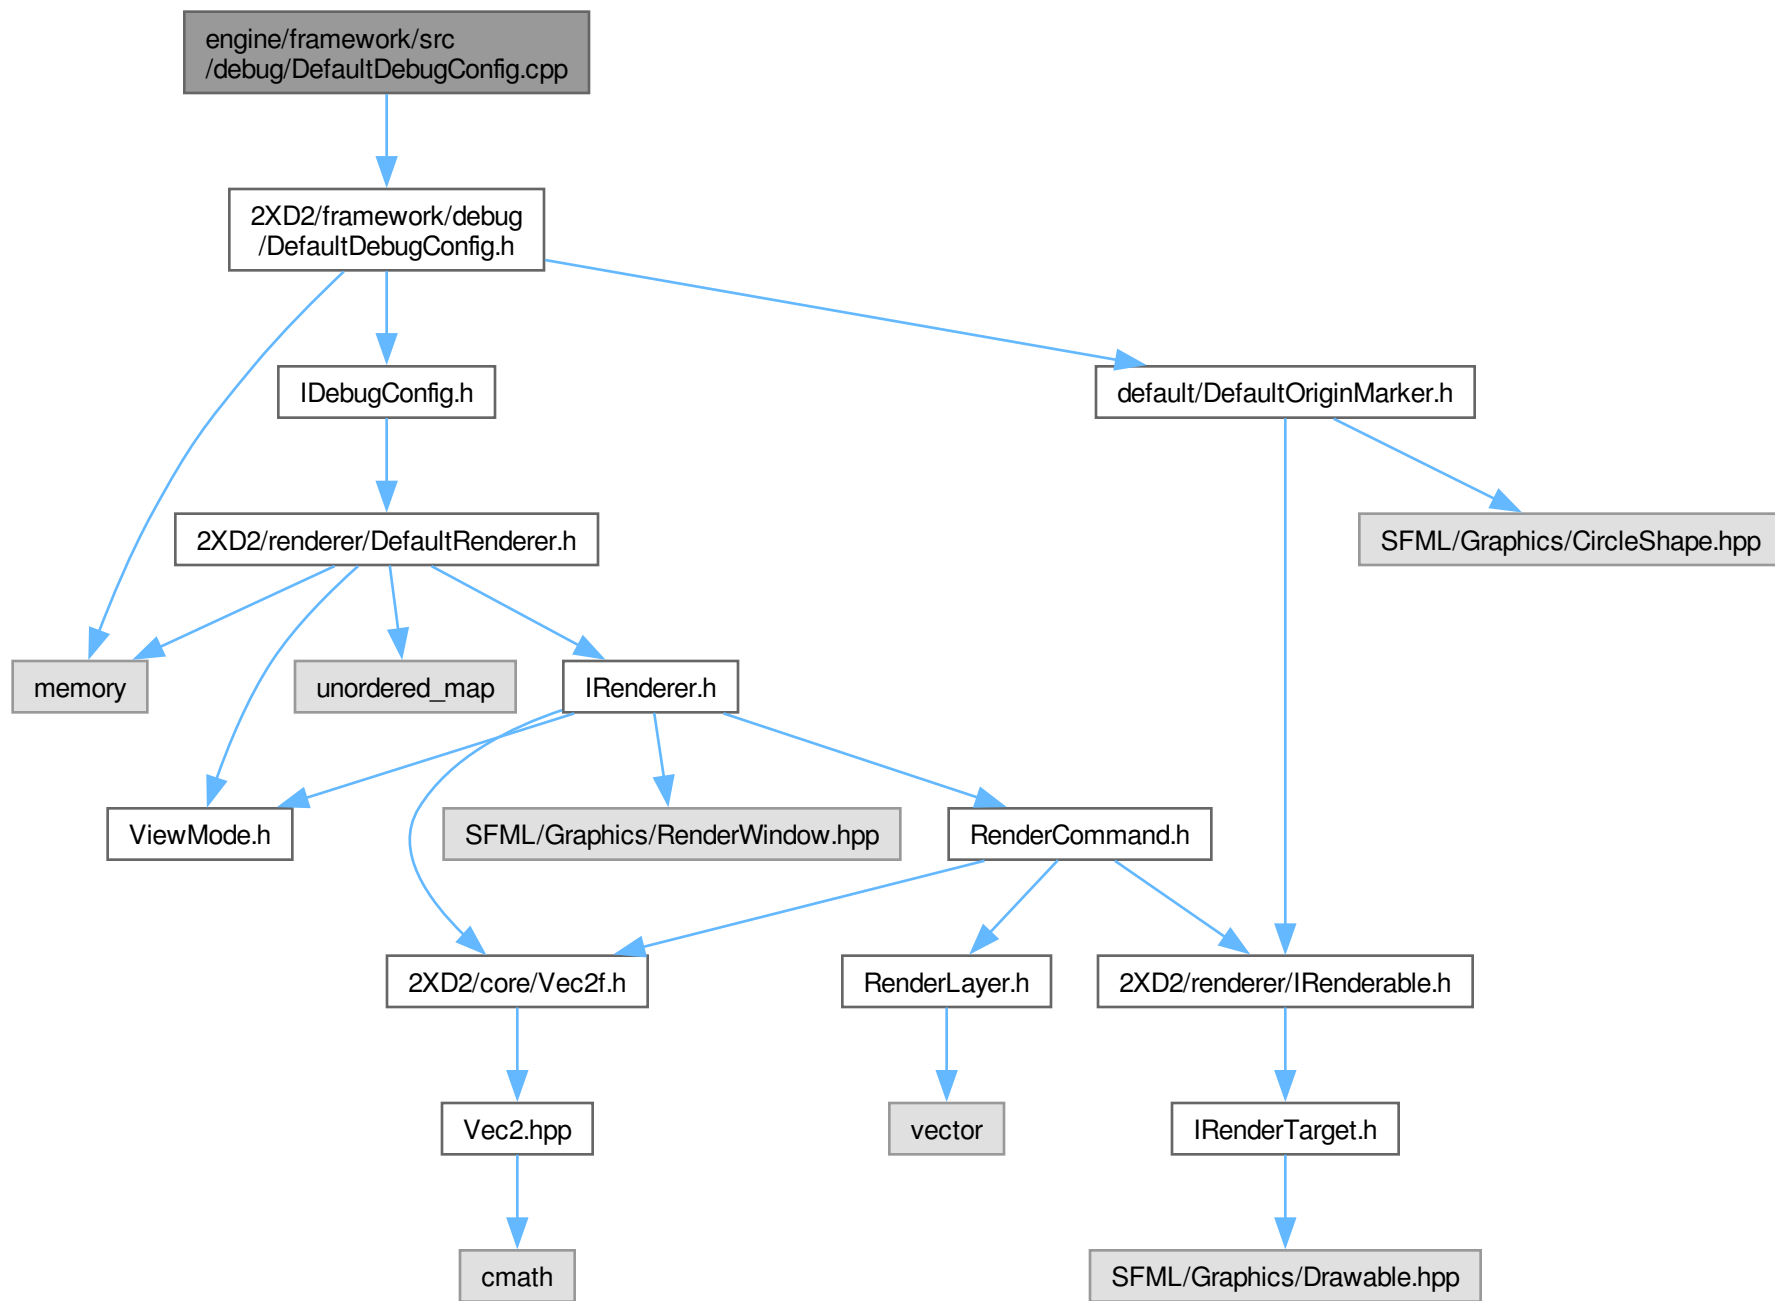 engine/framework/src
/debug/DefaultDebugConfig.cpp
2XD2/framework/debug
/DefaultDebugConfig.h
IDebugConfig.h
default/DefaultOriginMarker.h
2XD2/renderer/DefaultRenderer.h
SFML/Graphics/CircleShape.hpp
memory
unordered_map
IRenderer.h
ViewMode.h
SFML/Graphics/RenderWindow.hpp
RenderCommand.h
2XD2/core/Vec2f.h
RenderLayer.h
2XD2/renderer/IRenderable.h
Vec2.hpp
vector
IRenderTarget.h
cmath
SFML/Graphics/Drawable.hpp